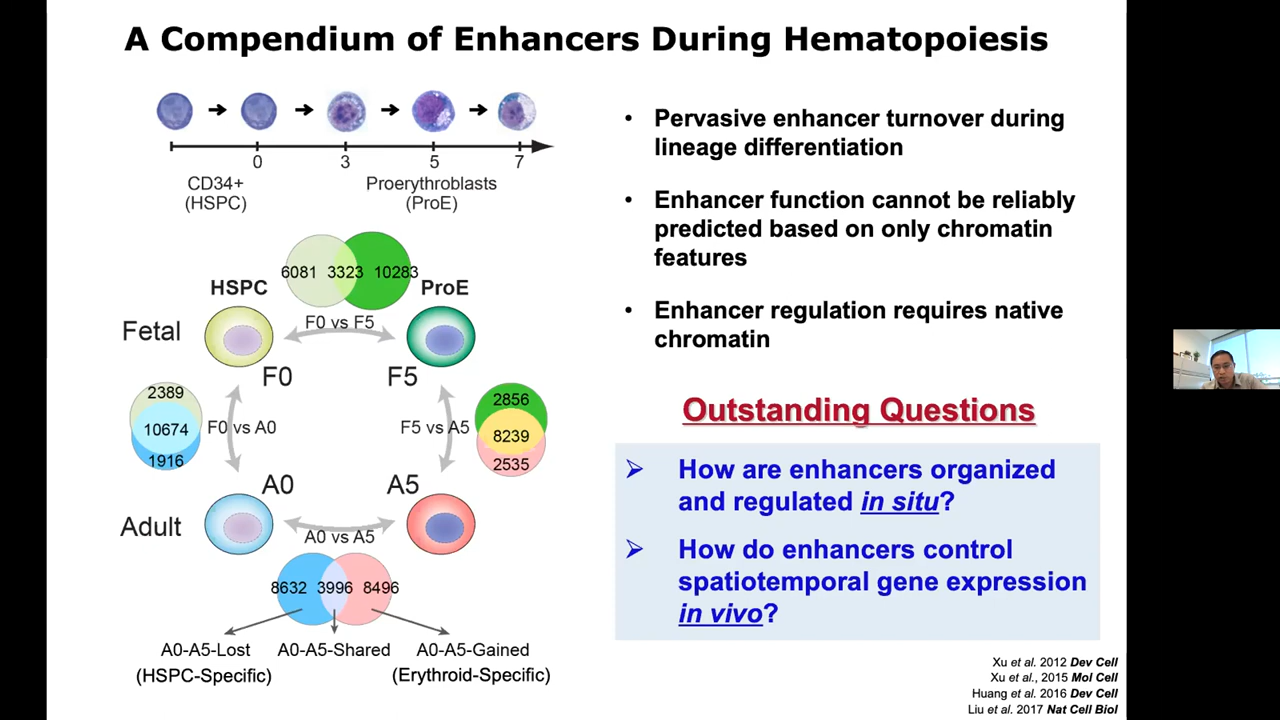 A Compendium of Enhancers During Hematopoiesis
0 3 5 7
CD34+
(HSPC)
Proerythroblasts
(ProE)
6081 3323 10283
HSPC
ProE
F0 vs F5
Fetal
F0
F5
2389
10674
1916
F0 vs A0
F5 vs A5
2856
8239
2535
A0
A5
Adult
A0 vs A5
8632 3996 8496
A0-A5-Lost
(HSPC-Specific)
A0-A5-Shared
A0-A5-Gained
(Erythroid-Specific)
• Pervasive enhancer turnover during
lineage differentiation
• Enhancer function cannot be reliably
predicted based on only chromatin
features
• Enhancer regulation requires native
chromatin
Outstanding Questions
➢ How are enhancers organized
and regulated in situ?
➢ How do enhancers control
spatiotemporal gene expression
in vivo?
Xu et al. 2012 Dev Cell
Xu et al., 2015 Mol Cell
Huang et al. 2016 Dev Cell
Liu et al. 2017 Nat Cell Biol